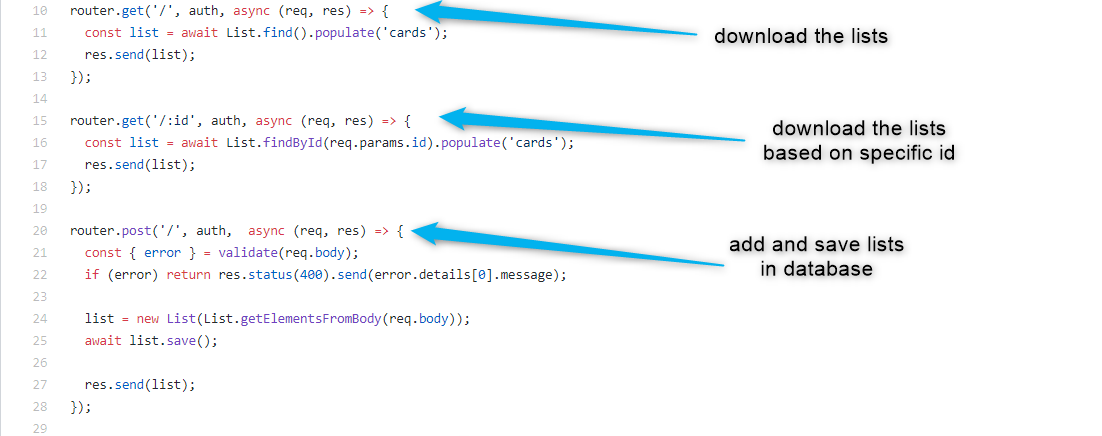 10 router.get('/', auth, async (req, res) => {
11 const list = await List.find().populate('cards');
download the lists
12 res.send(list);
13 });
14
15 router.get('/:id', auth, async (req, res) => {
download the lists
16 const list = await List.findById(req.params.id).populate('cards');
based on specific id
17 res.send(list);
18 });
19
20 router.post('/', auth,  async (req, res) => {
add and save lists
21 const { error } = validate(req.body);
in database
22 if (error) return res.status(400).send(error.details[0].message);
23
24 list = new List(List.getElementsFromBody(req.body));
25 await list.save();
26
27 res.send(list);
28 });
29